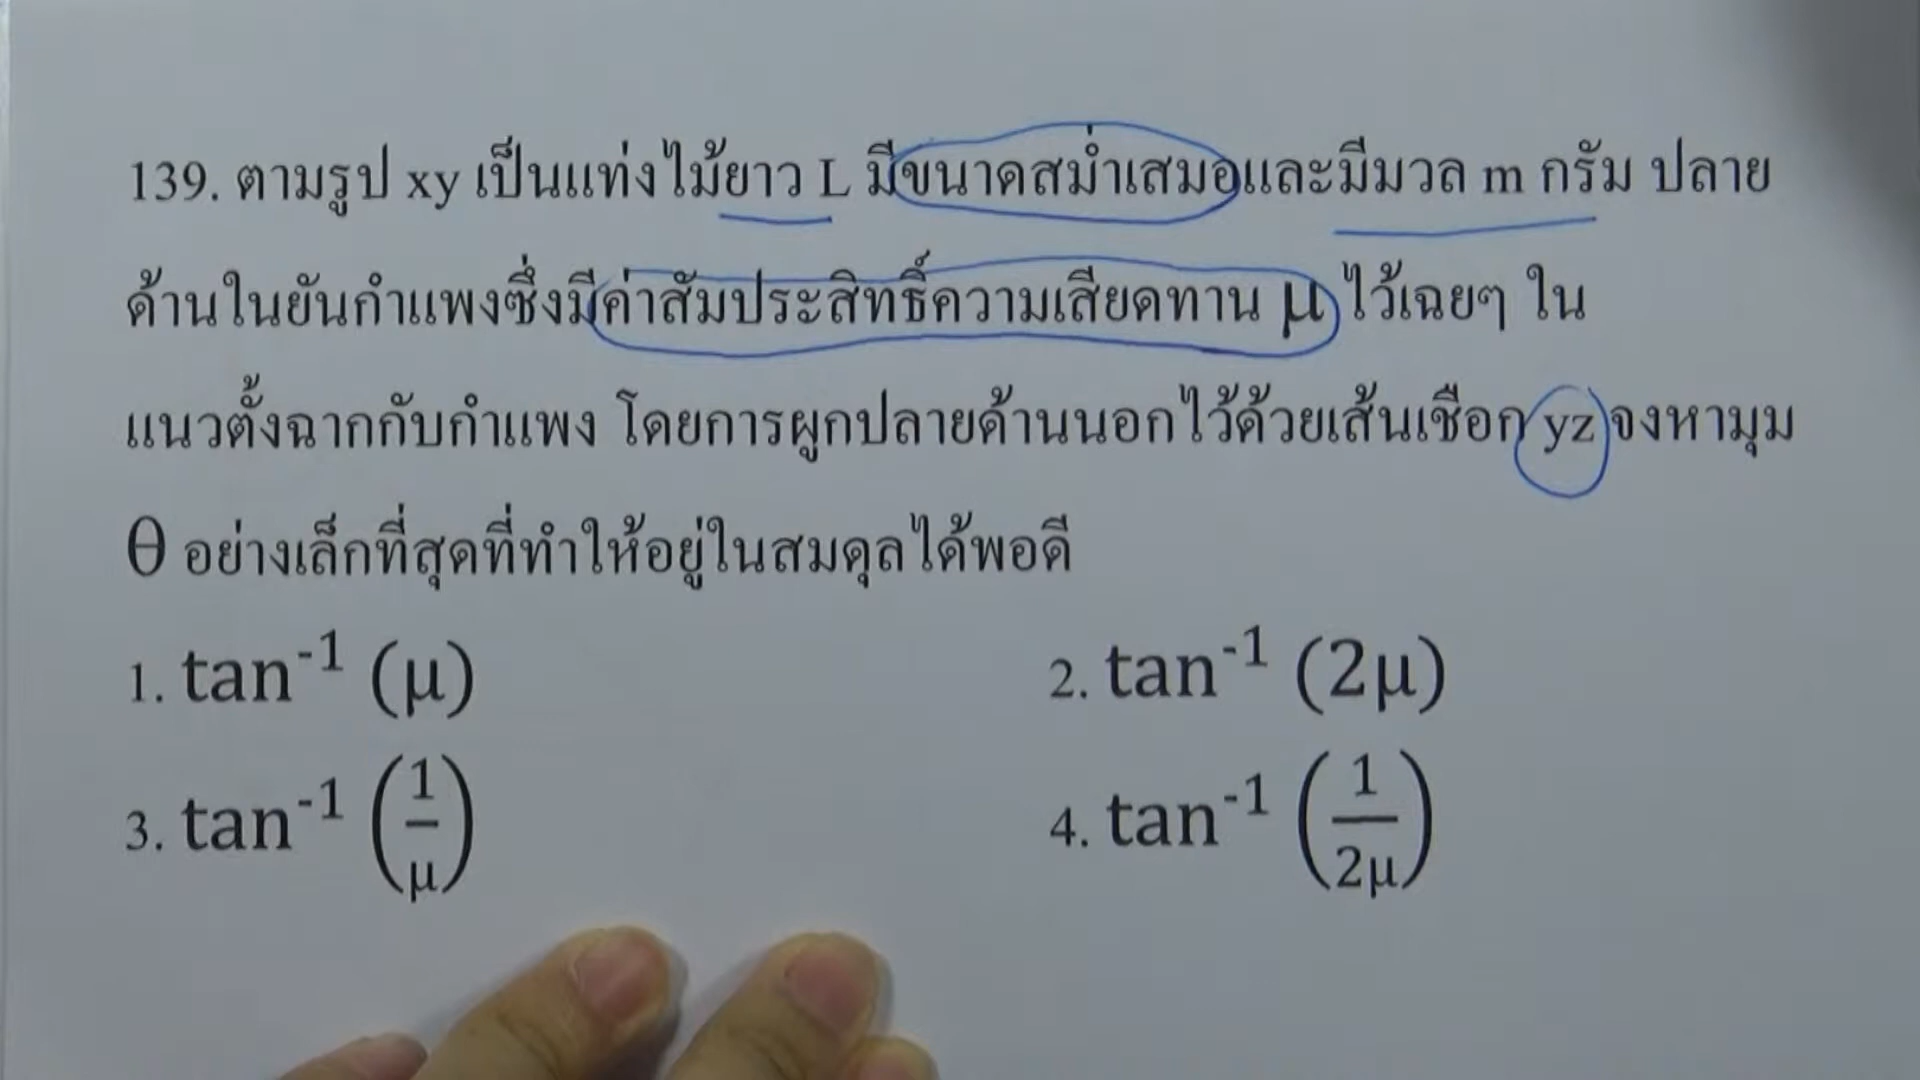 139. ตามรูป xy เป็นแท่งไม้ยาว L มีขนาดสม่ำเสมอและมีมวล m กรัม ปลาย
ด้านในยันกำแพงซึ่งมีค่าสัมประสิทธิ์ความเสียดทาน μ ไว้เฉยๆ ใน
แนวตั้งฉากกับกำแพง โดยการผูกปลายด้านนอกไว้ด้วยเส้นเชือก yz จงหามุม
θ อย่างเล็กที่สุดที่ทำให้อยู่ในสมดุลได้พอดี
1. tan⁻¹ (μ) 2. tan⁻¹ (2μ)
3. tan⁻¹ (1/μ) 4. tan⁻¹ (1/2μ)